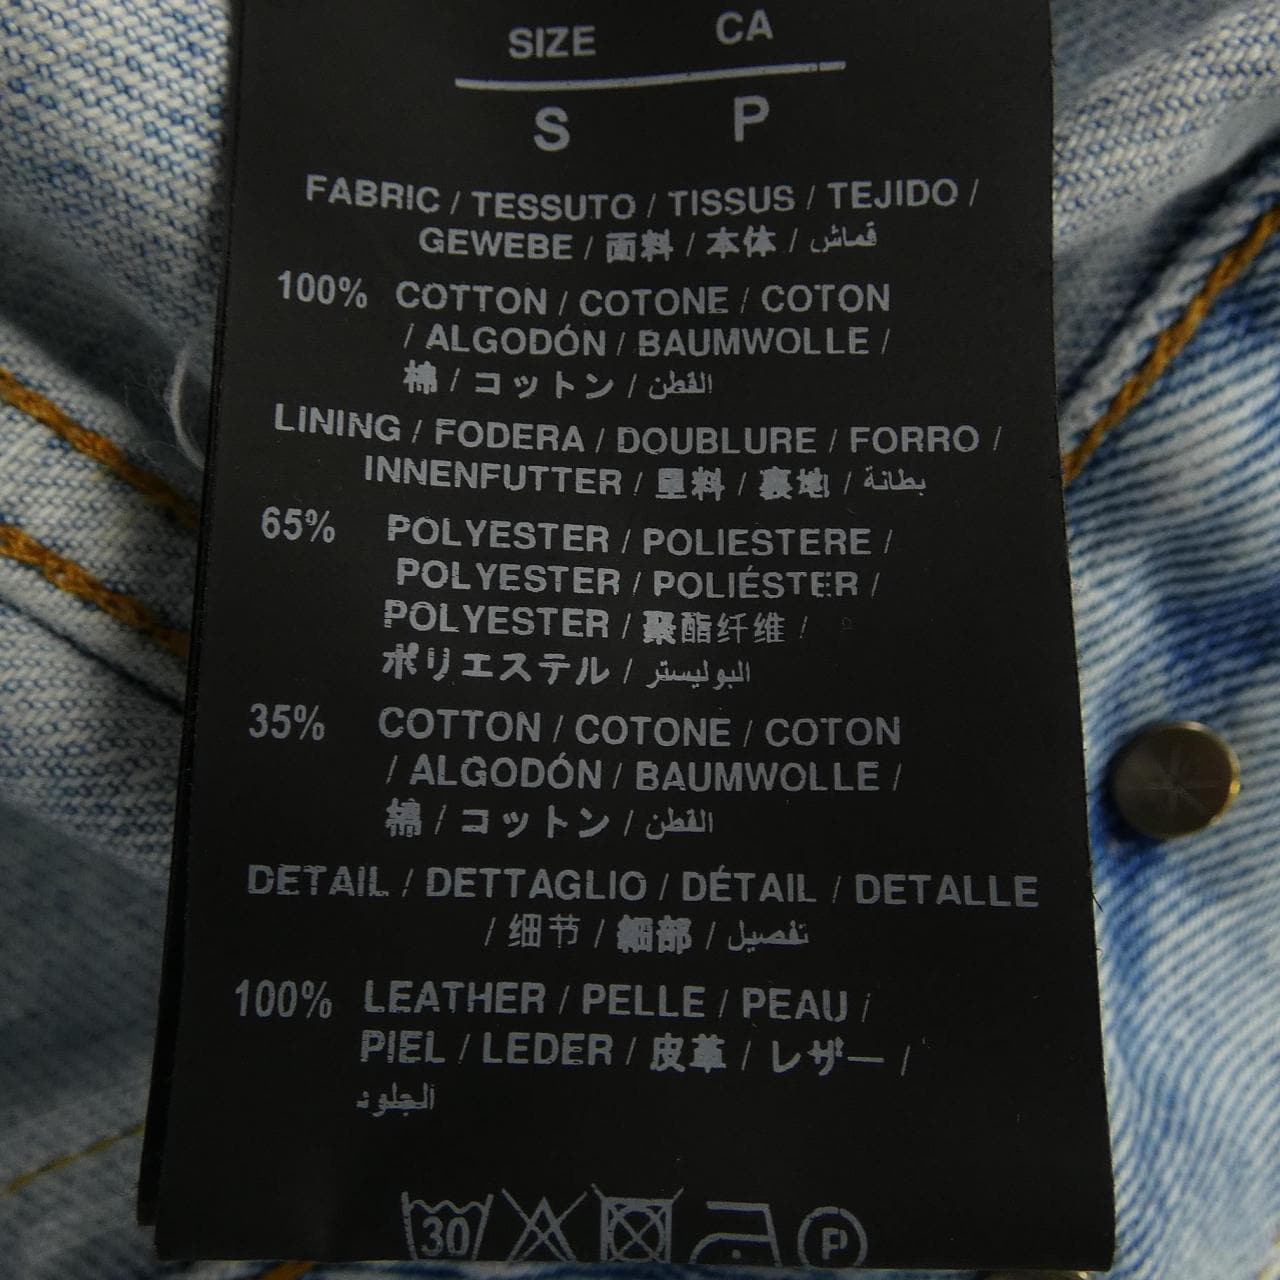 SIZE CA
S P
FABRIC / TESSUTO / TISSUS / TEJIDO /
GEWEBE / 面料 / 本体 / قماش
100% COTTON / COTONE / COTON
/ ALGODÓN / BAUMWOLLE /
棉 / コットン / القطن
LINING / FODERA / DOUBLURE / FORRO /
INNENFUTTER / 里料 / 裏地 / بطانة
65% POLYESTER / POLIESTERE /
POLYESTER / POLIÉSTER /
POLYESTER / 聚酯纤维 /
ポリエステル / البوليستر
35% COTTON / COTONE / COTON
/ ALGODÓN / BAUMWOLLE /
棉 / コットン / القطن
DETAIL / DETTAGLIO / DÉTAIL / DETALLE
/ 细节 / 細部 / تفصيل
100% LEATHER / PELLE / PEAU /
PIEL / LEDER / 皮革 / レザー /
الجلود
30 P